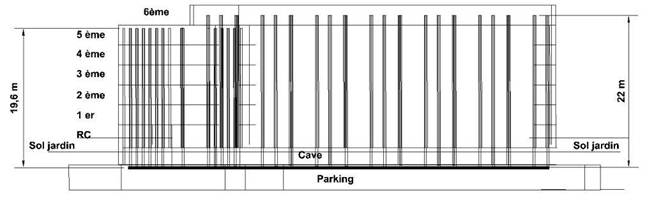 6ème
5 ème
4 ème
3 ème
2 ème
1 er
RC
Sol jardin
Sol jardin
Cave
Parking
19,6 m
22 m